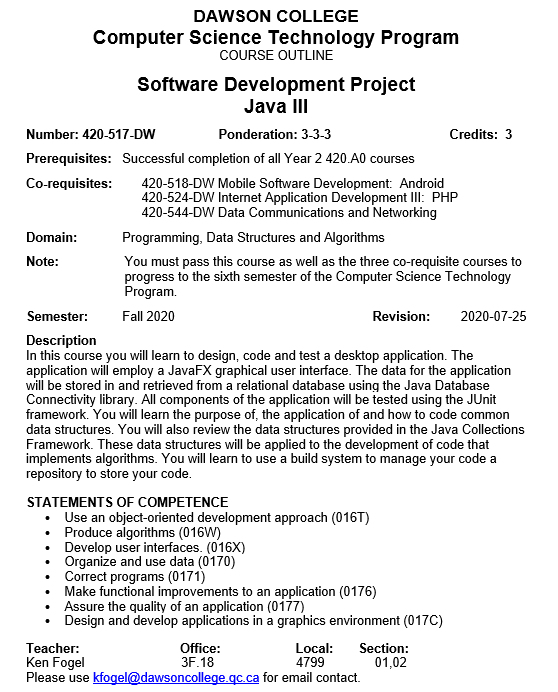 DAWSON COLLEGE
Computer Science Technology Program
COURSE OUTLINE
Software Development Project
Java III
Number: 420-517-DW Ponderation: 3-3-3 Credits: 3
Prerequisites: Successful completion of all Year 2 420.A0 courses
Co-requisites: 420-518-DW Mobile Software Development: Android
420-524-DW Internet Application Development III: PHP
420-544-DW Data Communications and Networking
Domain: Programming, Data Structures and Algorithms
Note: You must pass this course as well as the three co-requisite courses to
progress to the sixth semester of the Computer Science Technology
Program.
Semester: Fall 2020 Revision: 2020-07-25
Description
In this course you will learn to design, code and test a desktop application. The
application will employ a JavaFX graphical user interface. The data for the application
will be stored in and retrieved from a relational database using the Java Database
Connectivity library. All components of the application will be tested using the JUnit
framework. You will learn the purpose of, the application of and how to code common
data structures. You will also review the data structures provided in the Java Collections
Framework. These data structures will be applied to the development of code that
implements algorithms. You will learn to use a build system to manage your code a
repository to store your code.
STATEMENTS OF COMPETENCE
• Use an object-oriented development approach (016T)
• Produce algorithms (016W)
• Develop user interfaces. (016X)
• Organize and use data (0170)
• Correct programs (0171)
• Make functional improvements to an application (0176)
• Assure the quality of an application (0177)
• Design and develop applications in a graphics environment (017C)
Teacher: Office: Local: Section:
Ken Fogel 3F.18 4799 01,02
Please use kfogel@dawsoncollege.qc.ca for email contact.